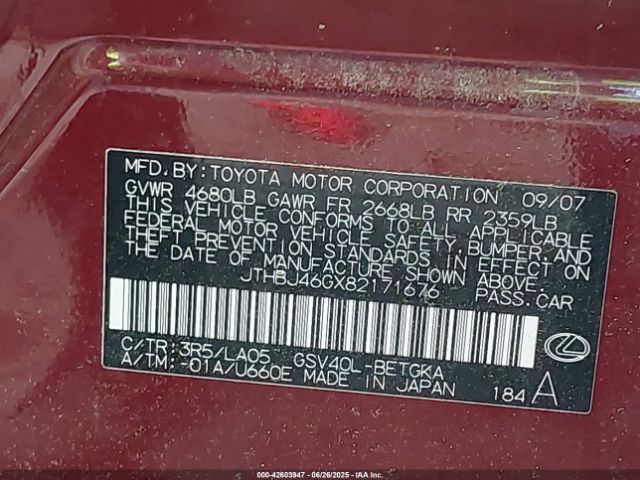 MFD. BY: TOYOTA MOTOR CORPORATION 09/07
GVWR 4680LB GAWR FR 2668LB RR 2359LB
THIS VEHICLE CONFORMS TO ALL APPLICABLE
FEDERAL MOTOR VEHICLE SAFETY, BUMPER, AND
THEFT PREVENTION STANDARDS IN EFFECT ON
THE DATE OF MANUFACTURE SHOWN ABOVE.
JTHBJ46GX82171676 PASS. CAR
C/TR: 3R5/LA05 GSV40L-BETGKA
A/TM: -01A/U660E MADE IN JAPAN 184 A
000-42603947 - 06/26/2025 - IAAI